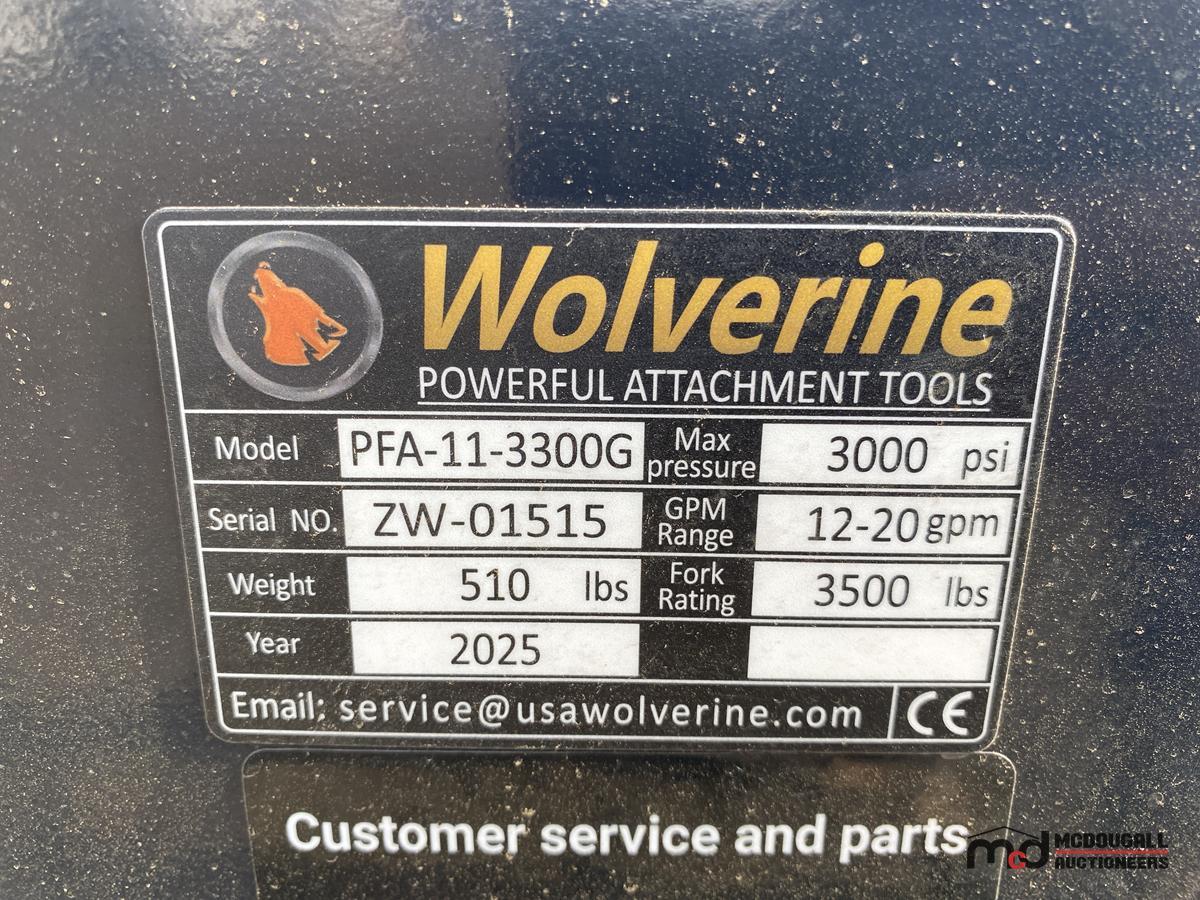 Wolverine
POWERFUL ATTACHMENT TOOLS
Model PFA-11-3300G Max pressure 3000 psi
Serial NO. ZW-01515 GPM Range 12-20 gpm
Weight 510 lbs Fork Rating 3500 lbs
Year 2025
Email: service@usawolverine.com CE
Customer service and parts
mcd MCDOUGALL
AUCTIONEERS